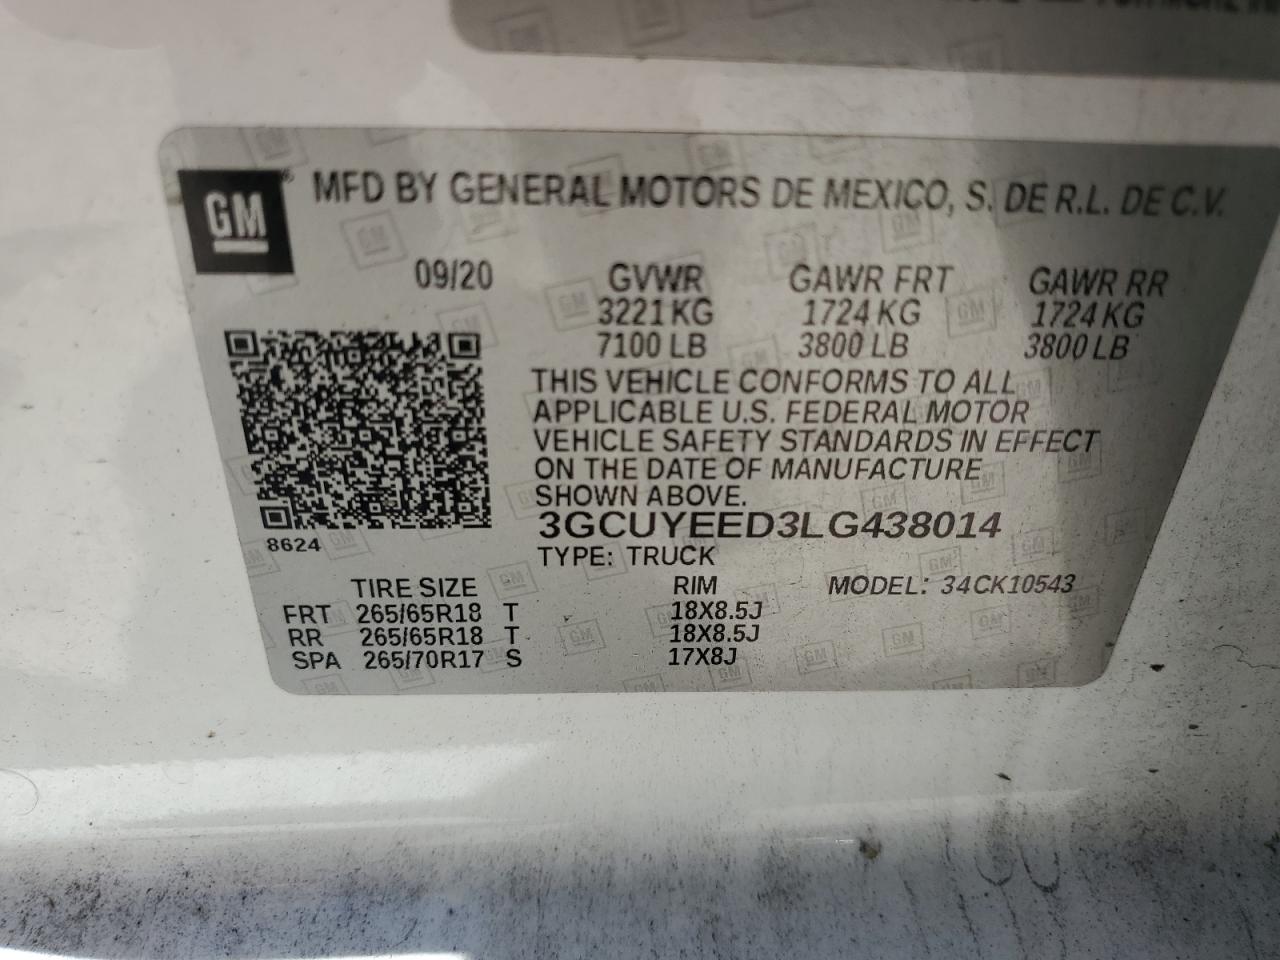 GM® MFD BY GENERAL MOTORS DE MEXICO, S. DE R.L. DE C.V.
09/20 GVWR GAWR FRT GAWR RR
3221 KG 1724 KG 1724 KG
7100 LB 3800 LB 3800 LB
THIS VEHICLE CONFORMS TO ALL
APPLICABLE U.S. FEDERAL MOTOR
VEHICLE SAFETY STANDARDS IN EFFECT
ON THE DATE OF MANUFACTURE
SHOWN ABOVE.
3GCUYEED3LG438014
8624
TYPE: TRUCK
TIRE SIZE RIM MODEL: 34CK10543
FRT 265/65R18 T 18X8.5J
RR 265/65R18 T 18X8.5J
SPA 265/70R17 S 17X8J